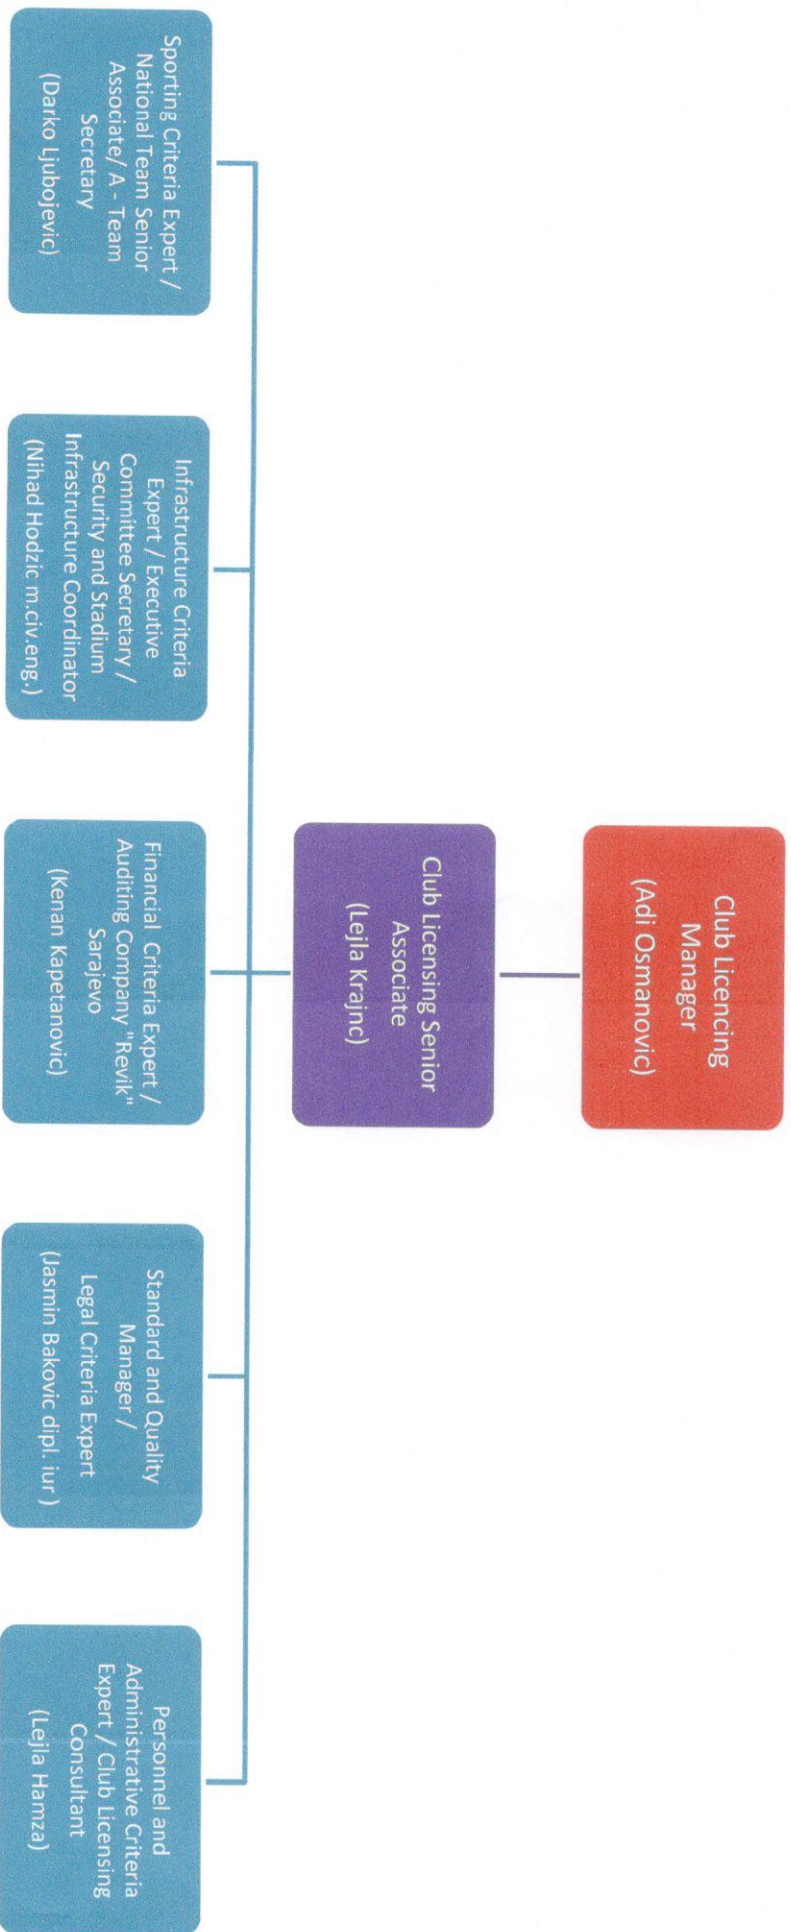 Club Licencing
Manager
(Adi Osmanovic)
Club Licensing Senior
Associate
(Lejla Krajnc)
Sporting Criteria Expert /
National Team Senior
Associate/ A - Team
Secretary
(Darko Ljubojevic)
Infrastructure Criteria
Expert / Executive
Committee Secretary /
Security and Stadium
Infrastructure Coordinator
(Nihad Hodzic m.civ.eng.)
Financial Criteria Expert /
Auditing Company "Revik"
Sarajevo
(Kenan Kapetanovic)
Standard and Quality
Manager /
Legal Criteria Expert
(Jasmin Bakovic dipl. iur )
Personnel and
Administrative Criteria
Expert / Club Licensing
Consultant
(Lejla Hamza)